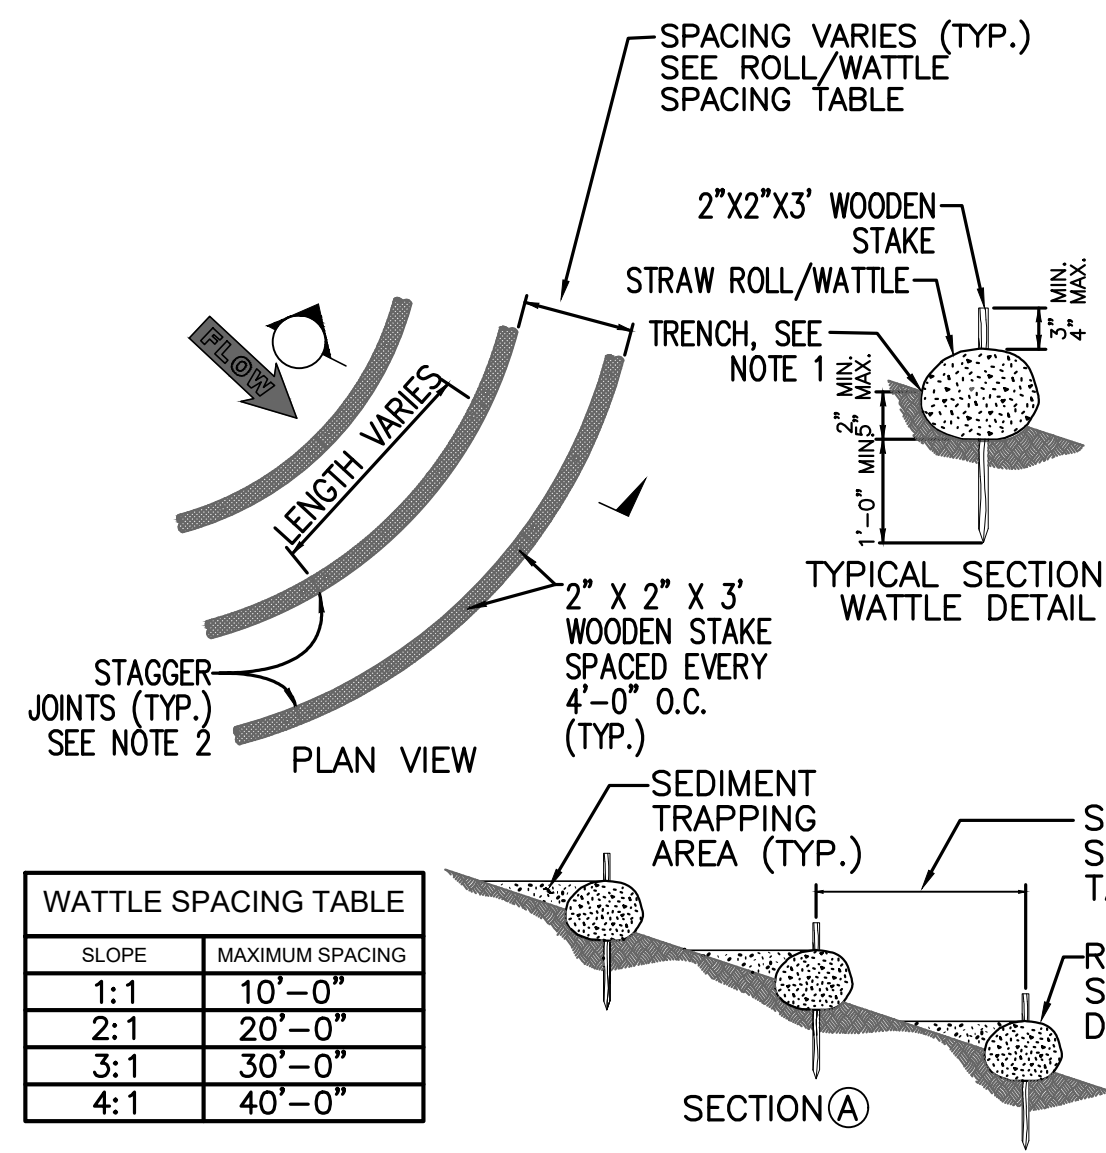 SPACING VARIES (TYP.)
SEE ROLL/WATTLE
SPACING TABLE
2"X2"X3' WOODEN
STAKE
STRAW ROLL/WATTLE
TRENCH, SEE
NOTE 1
3" MIN.
4" MAX.
2" MIN.
5" MAX.
1'-0" MIN.
TYPICAL SECTION
WATTLE DETAIL
FLOW
LENGTH VARIES
2" X 2" X 3'
WOODEN STAKE
SPACED EVERY
4'-0" O.C.
(TYP.)
STAGGER
JOINTS (TYP.)
SEE NOTE 2
PLAN VIEW
SEDIMENT
TRAPPING
AREA (TYP.)
S
S
T.
R
S
D
SECTION A
WATTLE SPACING TABLE
SLOPE MAXIMUM SPACING
1:1 10'-0"
2:1 20'-0"
3:1 30'-0"
4:1 40'-0"